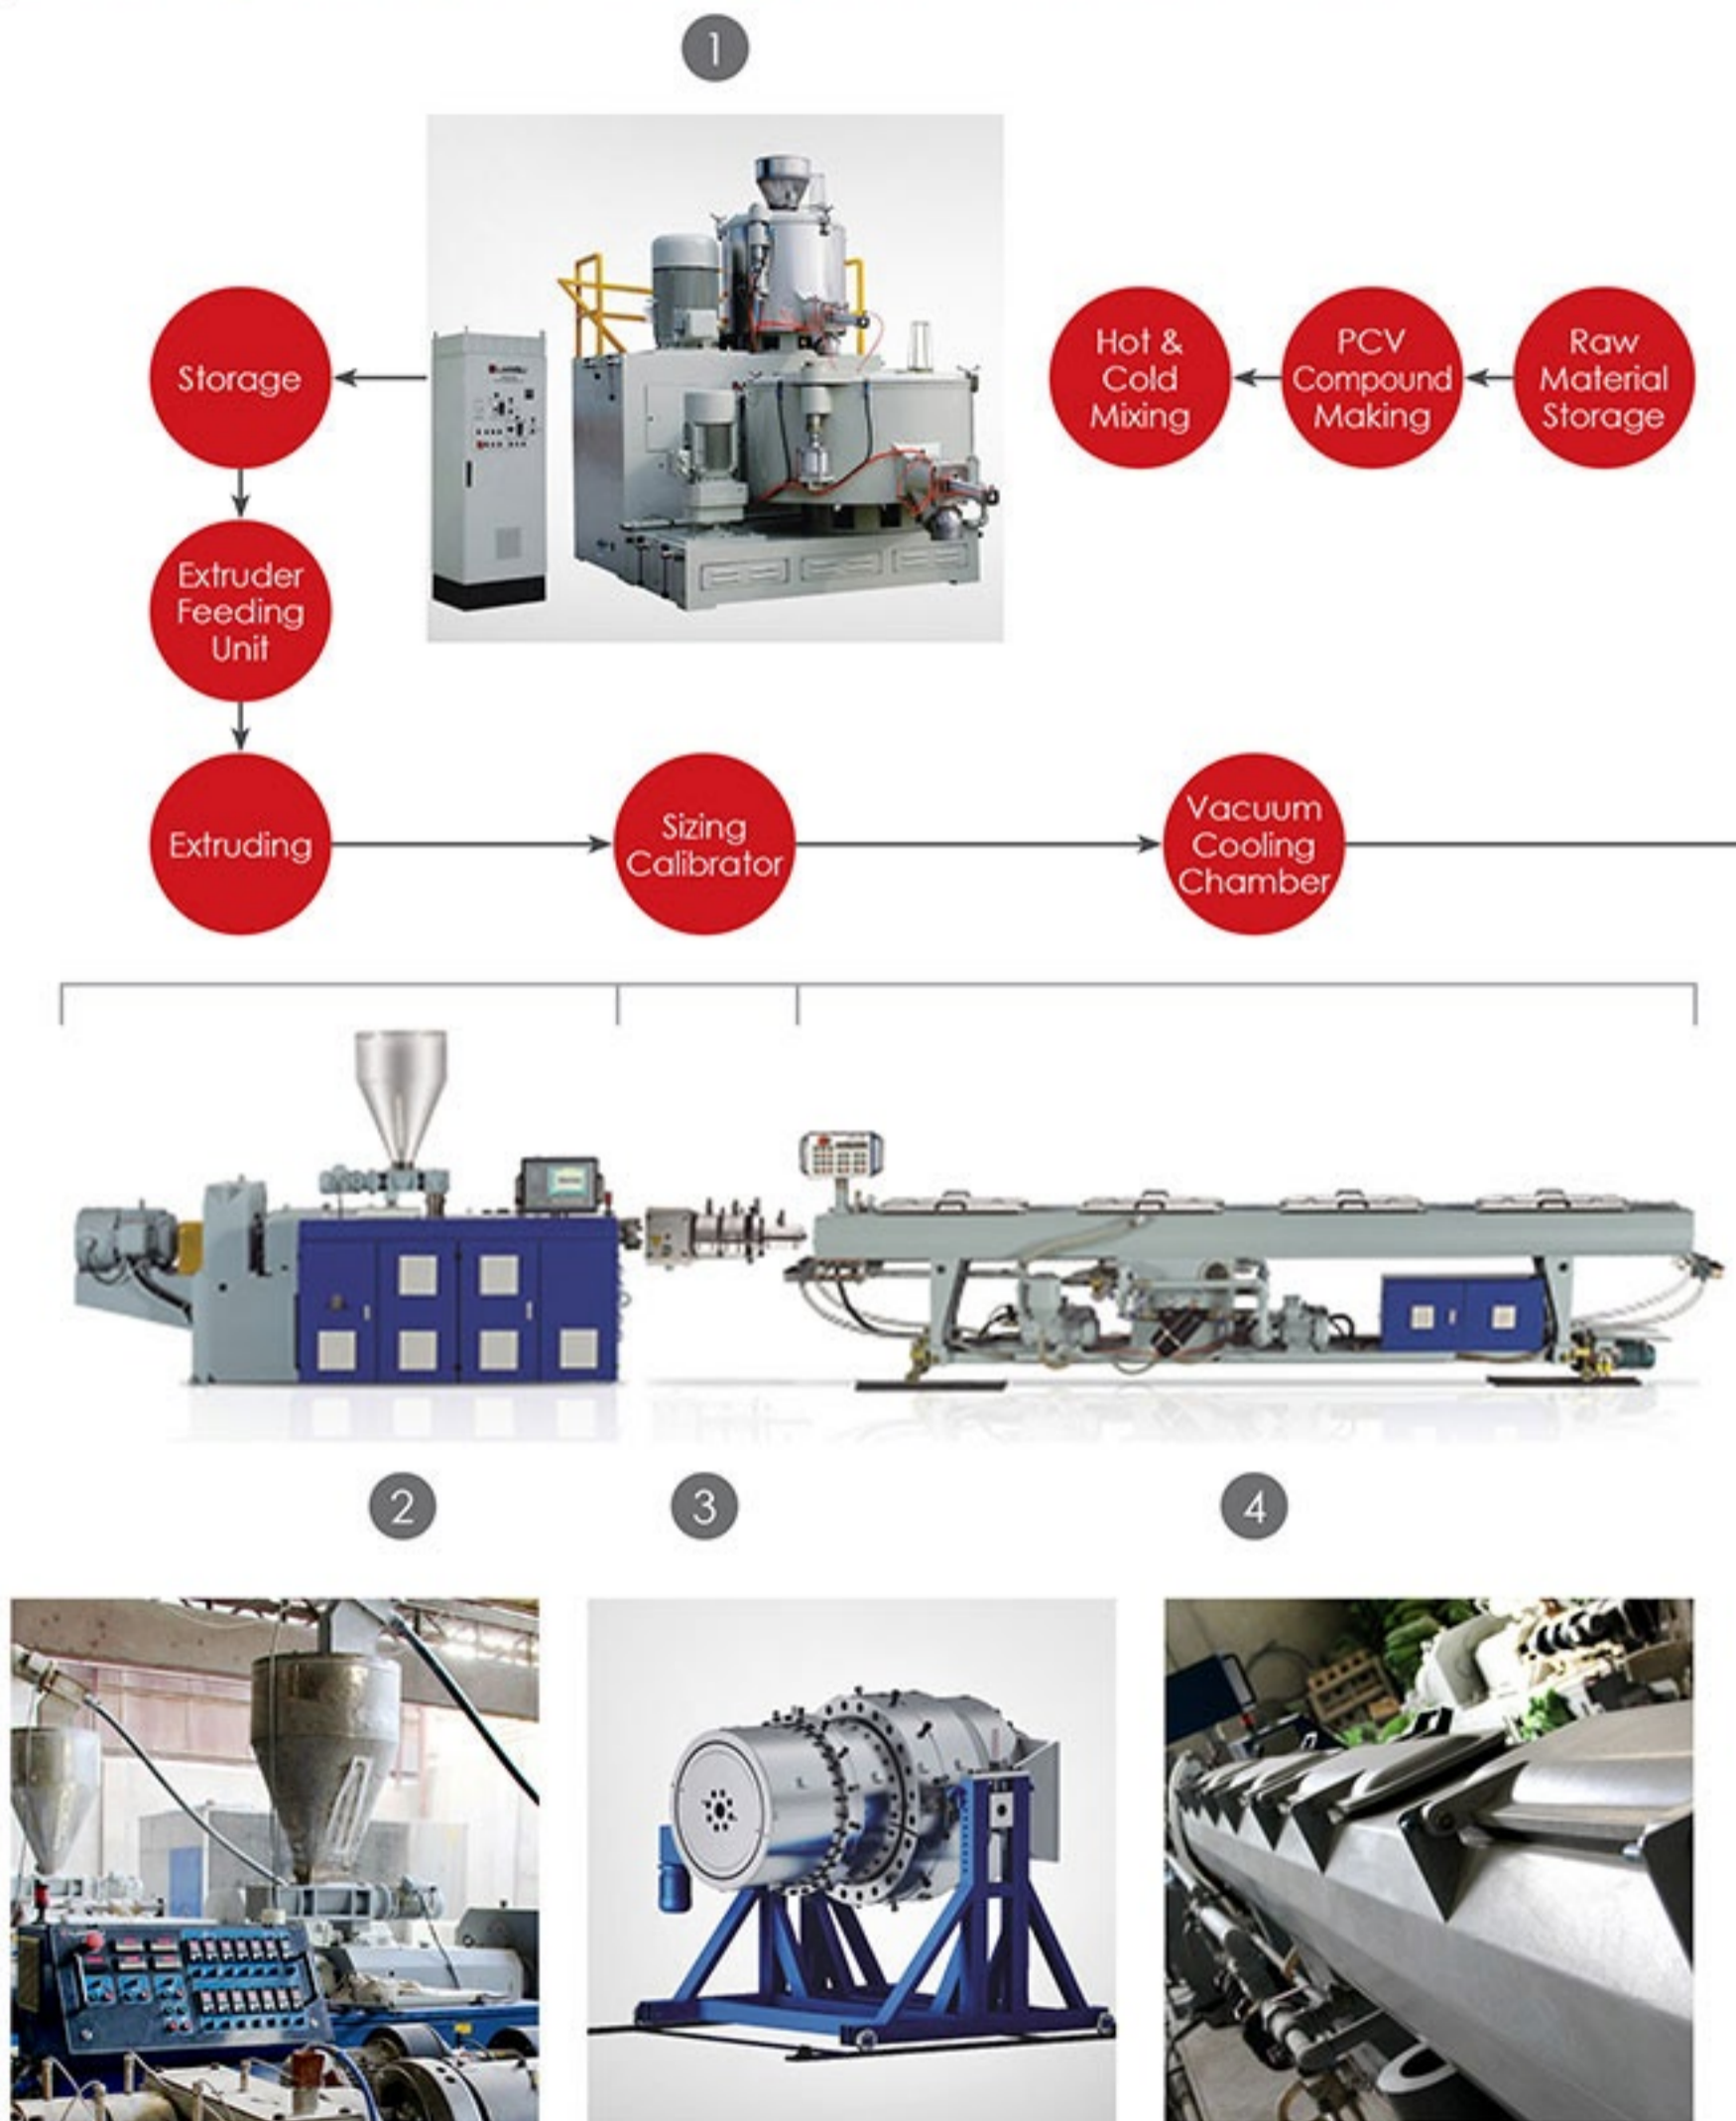 1
Storage
Hot &
Cold
Mixing
PCV
Compound
Making
Raw
Material
Storage
Extruder
Feeding
Unit
Extruding
Sizing
Calibrator
Vacuum
Cooling
Chamber
2
3
4